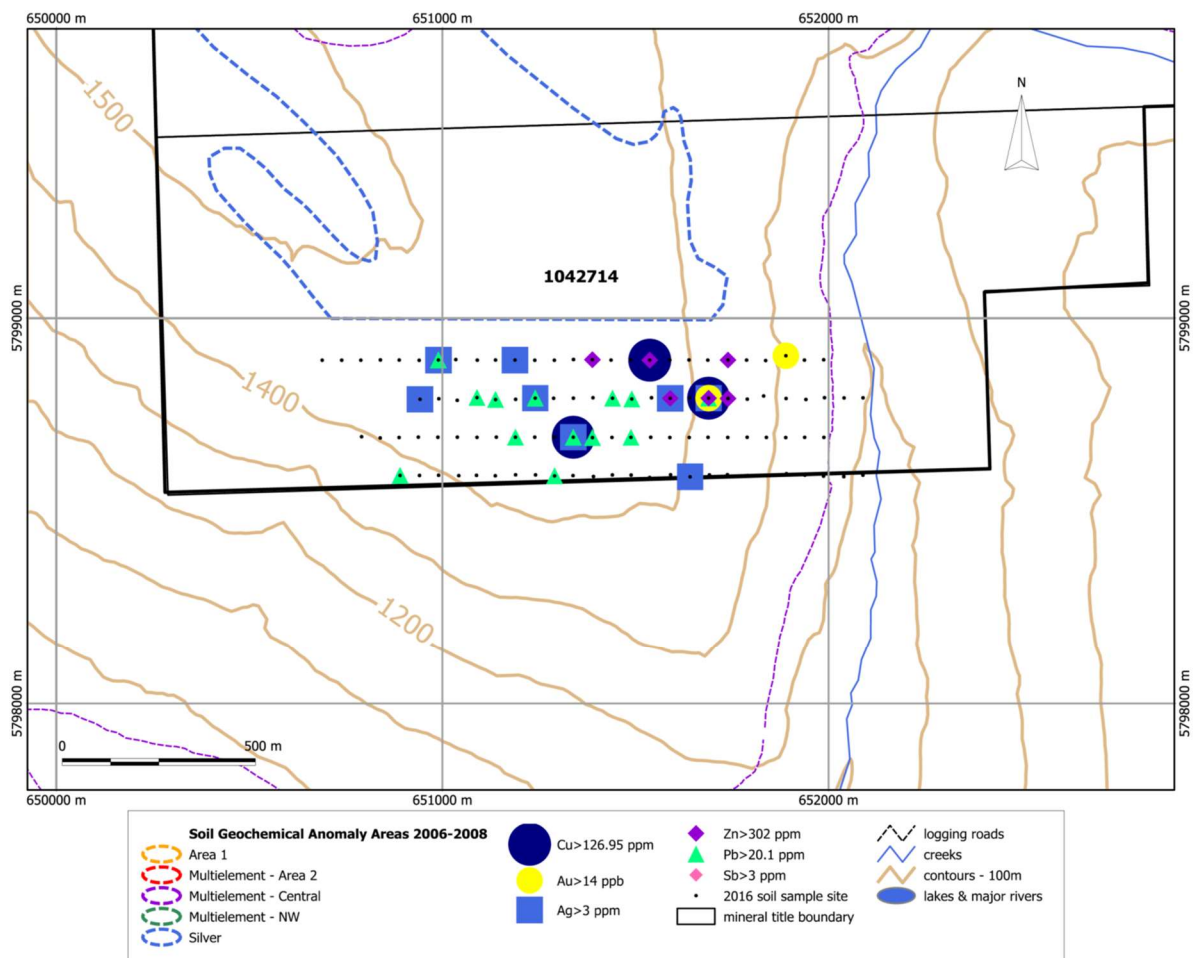 650000 m
651000 m
652000 m
1500
N
1042714
5799000 m
5799000 m
1400
1200
5798000 m
5798000 m
0
500 m
650000 m
651000 m
652000 m
Soil Geochemical Anomaly Areas 2006-2008
Area 1
Multielement - Area 2
Multielement - Central
Multielement - NW
Silver
Cu>126.95 ppm
Au>14 ppb
Ag>3 ppm
Zn>302 ppm
Pb>20.1 ppm
Sb>3 ppm
2016 soil sample site
mineral title boundary
logging roads
creeks
contours - 100m
lakes & major rivers